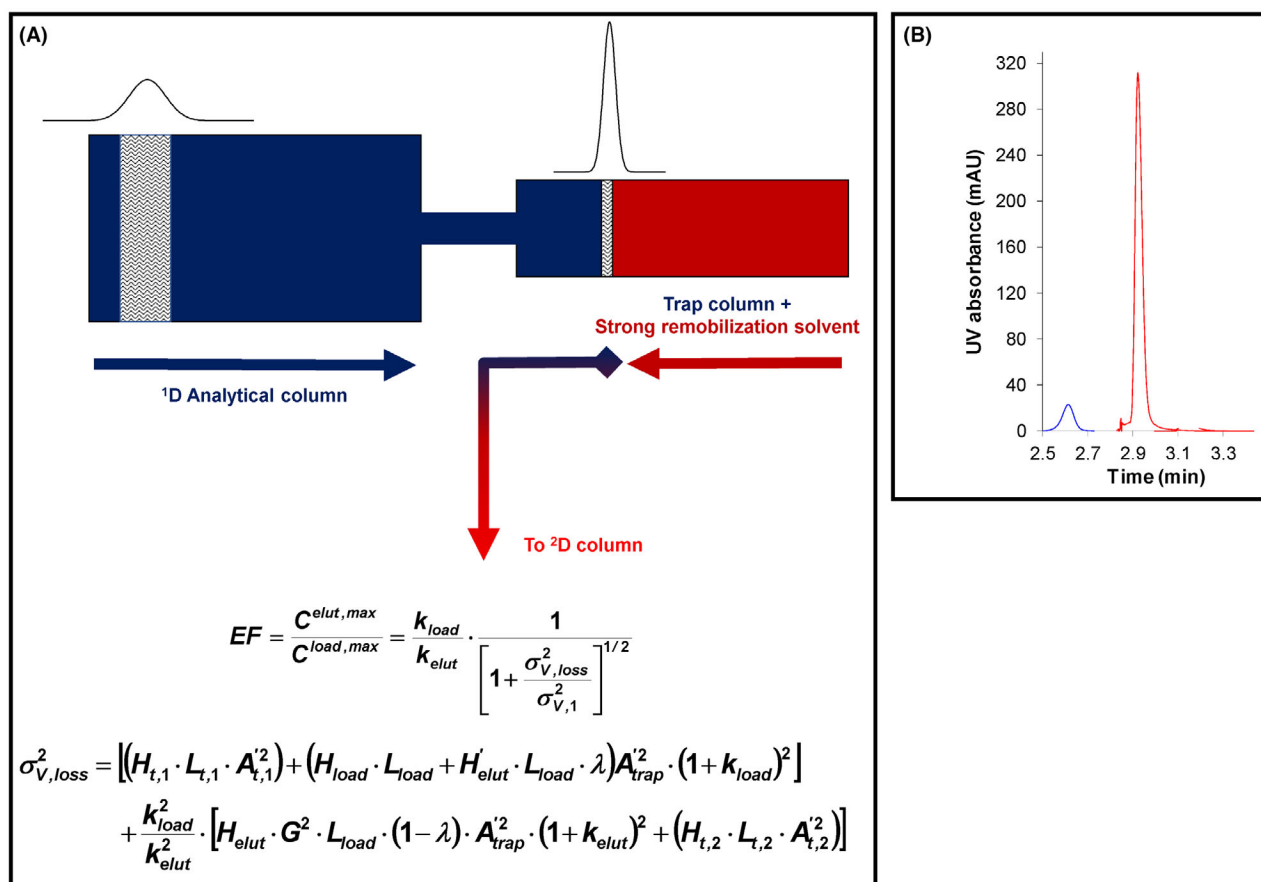 (A)
¹D Analytical column
Trap column +
Strong remobilization solvent
To ²D column
EF = C^{elut,max} / C^{load,max} = k_{load} / k_{elut} · 1 / [1 + σ²_{V,loss} / σ²_{V,1}]^{1/2}
σ²_{V,loss} = [(H_{t,1} · L_{t,1} · A'²_{t,1}) + (H_{load} · L_{load} + H'_{elut} · L_{load} · λ)A'²_{trap} · (1 + k_{load})²]
+ k²_{load} / k²_{elut} · [H_{elut} · G² · L_{load} · (1 − λ) · A'²_{trap} · (1 + k_{elut})² + (H_{t,2} · L_{t,2} · A'²_{t,2})]
(B)
UV absorbance (mAU)
320
280
240
200
160
120
80
40
0
2.5 2.7 2.9 3.1 3.3
Time (min)